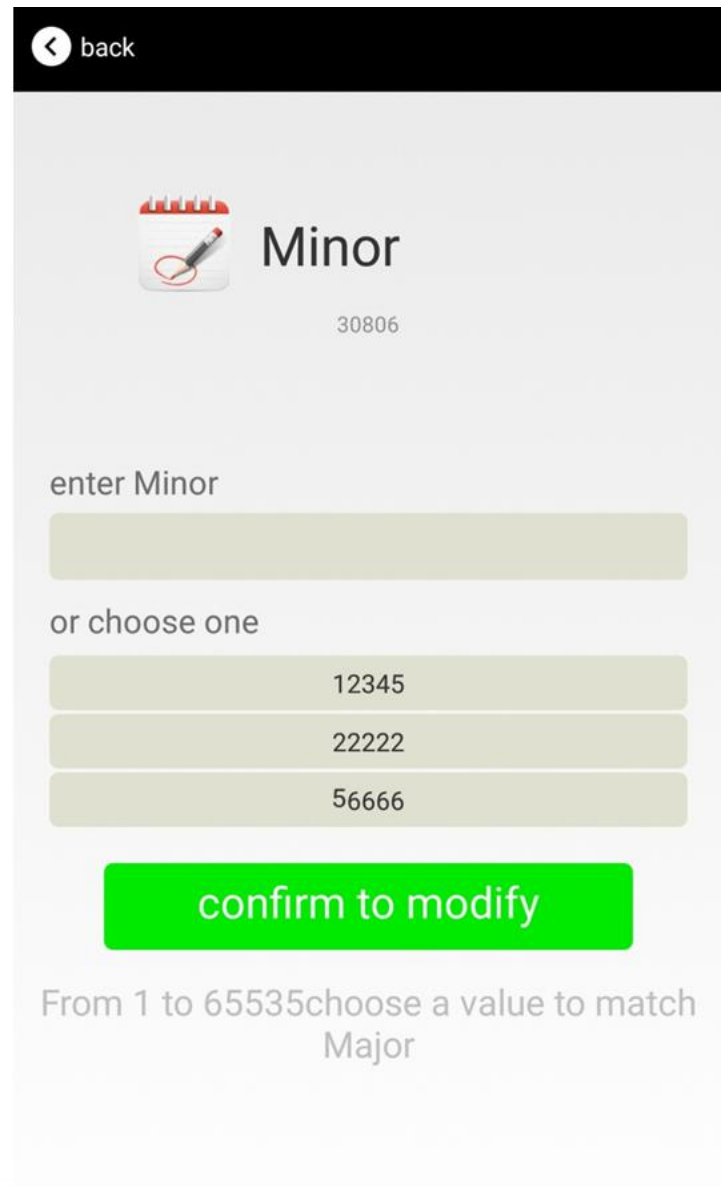 back
Minor
30806
enter Minor
or choose one
12345
22222
56666
confirm to modify
From 1 to 65535choose a value to match
Major